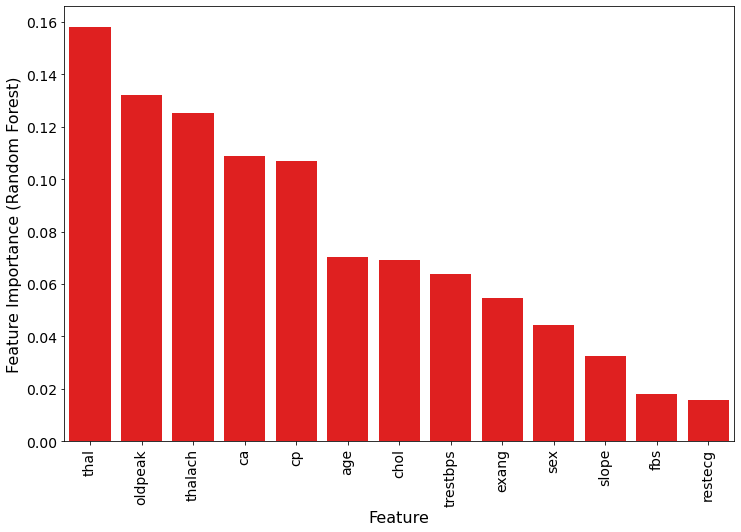 Feature Importance (Random Forest)
0.16
0.14
0.12
0.10
0.08
0.06
0.04
0.02
0.00
thal
oldpeak
thalach
ca
cp
age
chol
trestbps
exang
sex
slope
fbs
restecg
Feature